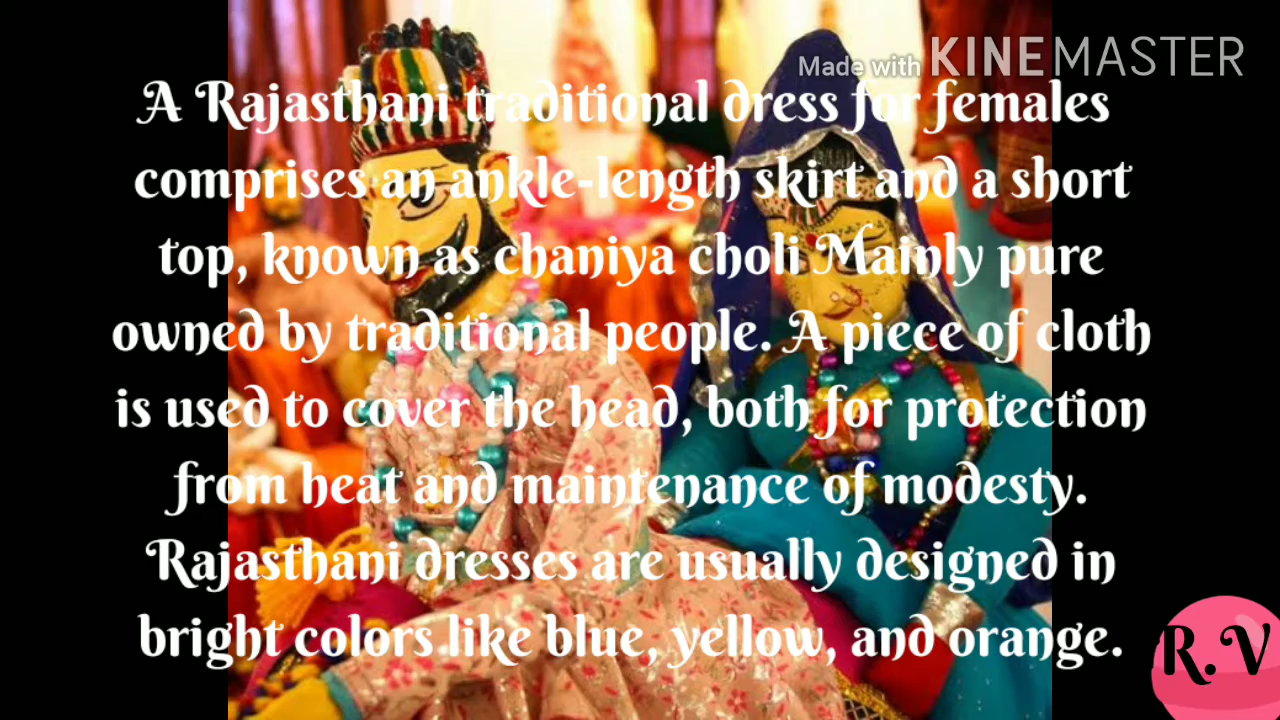 Made with KINEMASTER
A Rajasthani traditional dress for females
comprises an ankle-length skirt and a short
top, known as chaniya choli Mainly pure
owned by traditional people. A piece of cloth
is used to cover the head, both for protection
from heat and maintenance of modesty.
Rajasthani dresses are usually designed in
bright colors like blue, yellow, and orange.
R.V